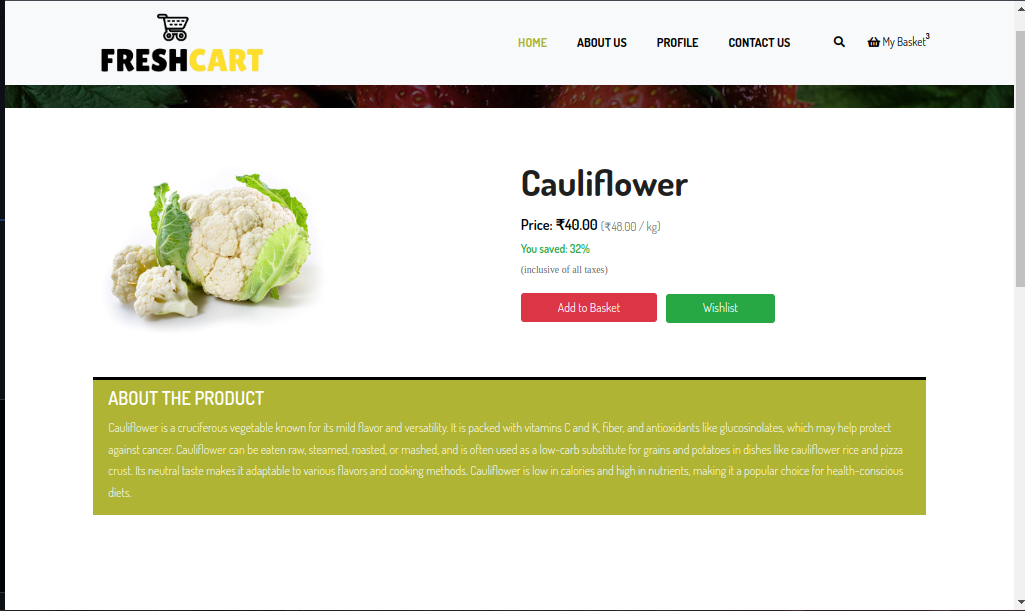 FRESHCART
HOME ABOUT US PROFILE CONTACT US My Basket 3
Cauliflower
Price: ₹40.00 (₹48.00 / kg)
You saved: 32%
(inclusive of all taxes)
Add to Basket Wishlist
ABOUT THE PRODUCT
Cauliflower is a cruciferous vegetable known for its mild flavor and versatility. It is packed with vitamins C and K, fiber, and antioxidants like glucosinolates, which may help protect
against cancer. Cauliflower can be eaten raw, steamed, roasted, or mashed, and is often used as a low-carb substitute for grains and potatoes in dishes like cauliflower rice and pizza
crust. Its neutral taste makes it adaptable to various flavors and cooking methods. Cauliflower is low in calories and high in nutrients, making it a popular choice for health-conscious
diets.